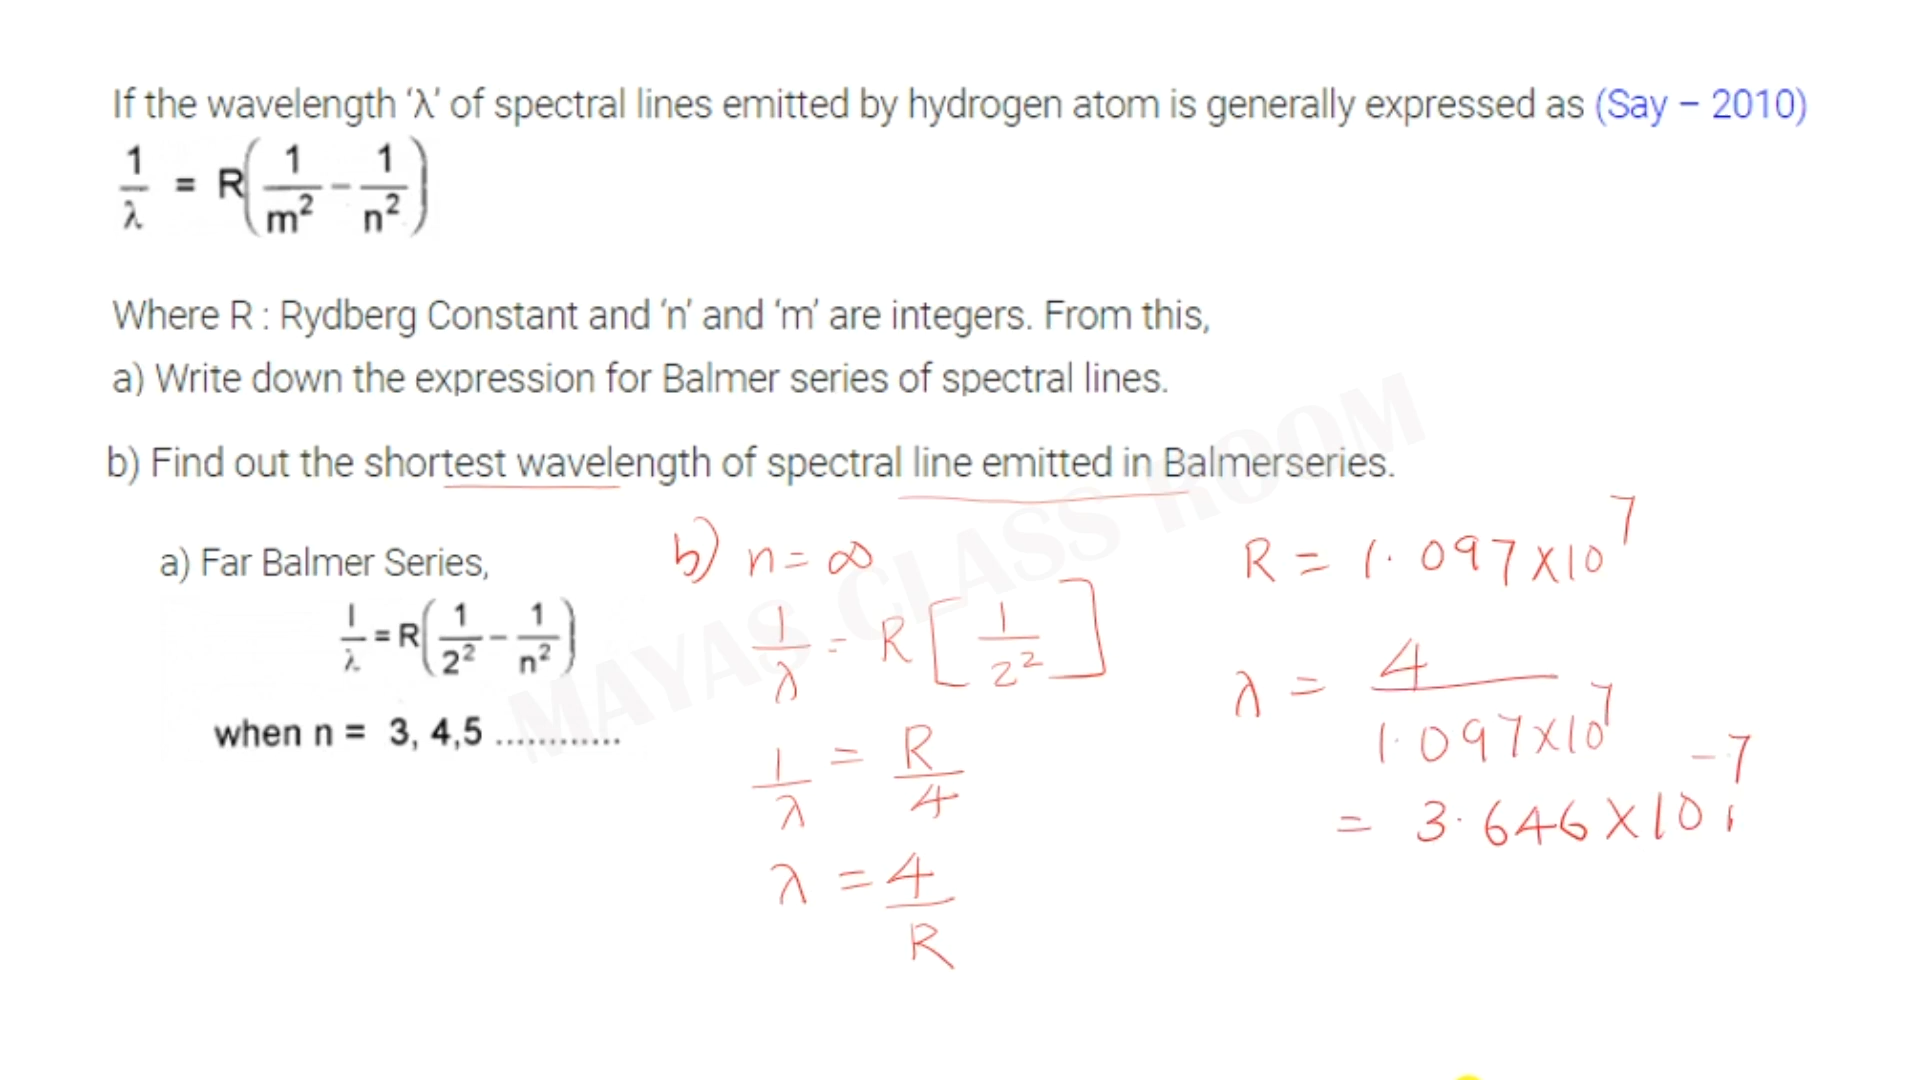 If the wavelength ‘λ’ of spectral lines emitted by hydrogen atom is generally expressed as (Say – 2010)
1/λ = R(1/m² − 1/n²)
Where R : Rydberg Constant and ‘n’ and ‘m’ are integers. From this,
a) Write down the expression for Balmer series of spectral lines.
b) Find out the shortest wavelength of spectral line emitted in Balmerseries.
a) Far Balmer Series,
1/λ = R(1/2² − 1/n²)
when n = 3, 4,5 ............
b) n = ∞
1/λ = R[1/2²]
1/λ = R/4
λ = 4/R
R = 1.097×10⁷
λ = 4/1.097×10⁷
= 3.646×10⁻⁷
MAYAS CLASS ROOM